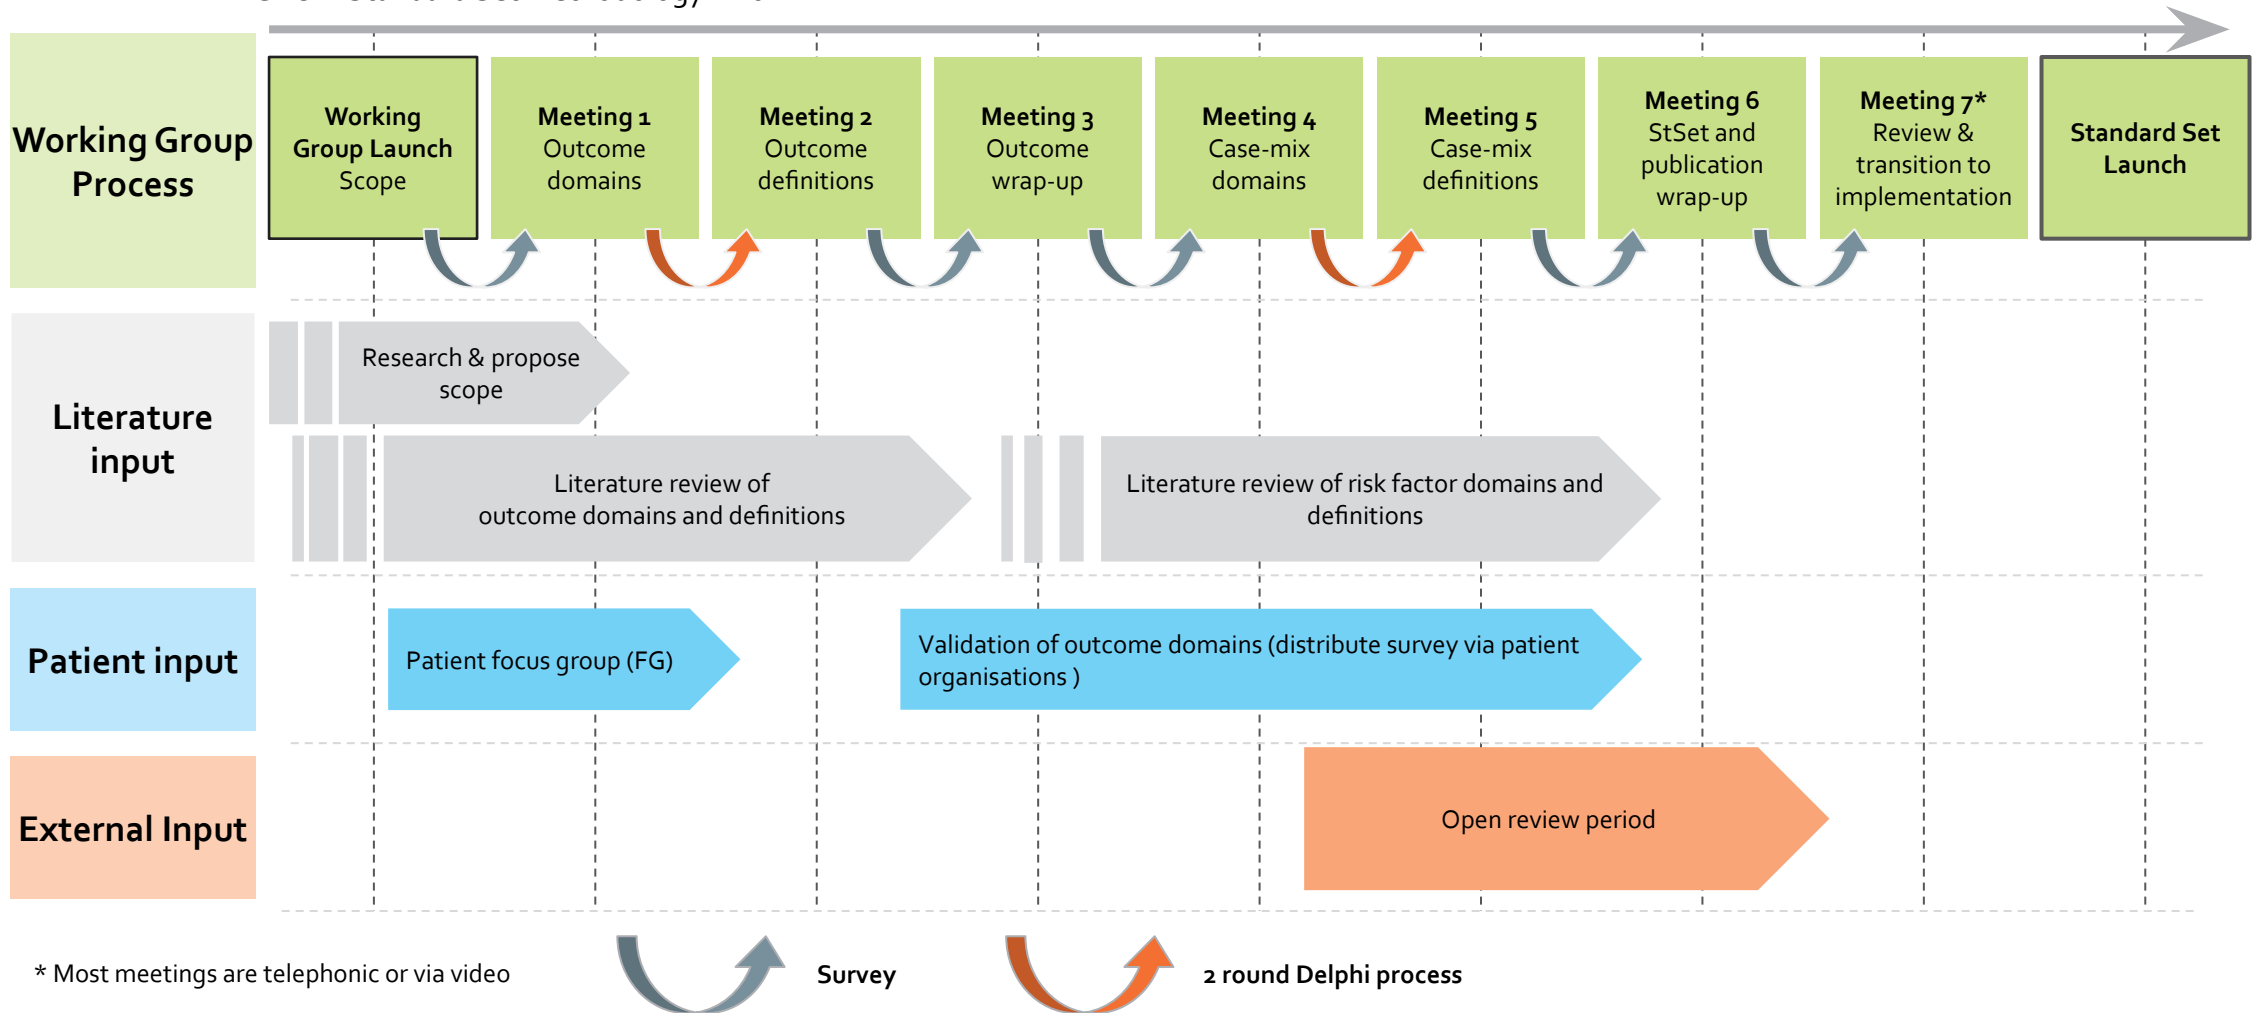 Working Group
Process
Working
Group Launch
Scope
Meeting 1
Outcome
domains
Meeting 2
Outcome
definitions
Meeting 3
Outcome
wrap-up
Meeting 4
Case-mix
domains
Meeting 5
Case-mix
definitions
Meeting 6
StSet and
publication
wrap-up
Meeting 7*
Review &
transition to
implementation
Standard Set
Launch
Literature
input
Research & propose
scope
Literature review of
outcome domains and definitions
Literature review of risk factor domains and
definitions
Patient input
Patient focus group (FG)
Validation of outcome domains (distribute survey via patient
organisations )
External Input
Open review period
* Most meetings are telephonic or via video
Survey
2 round Delphi process